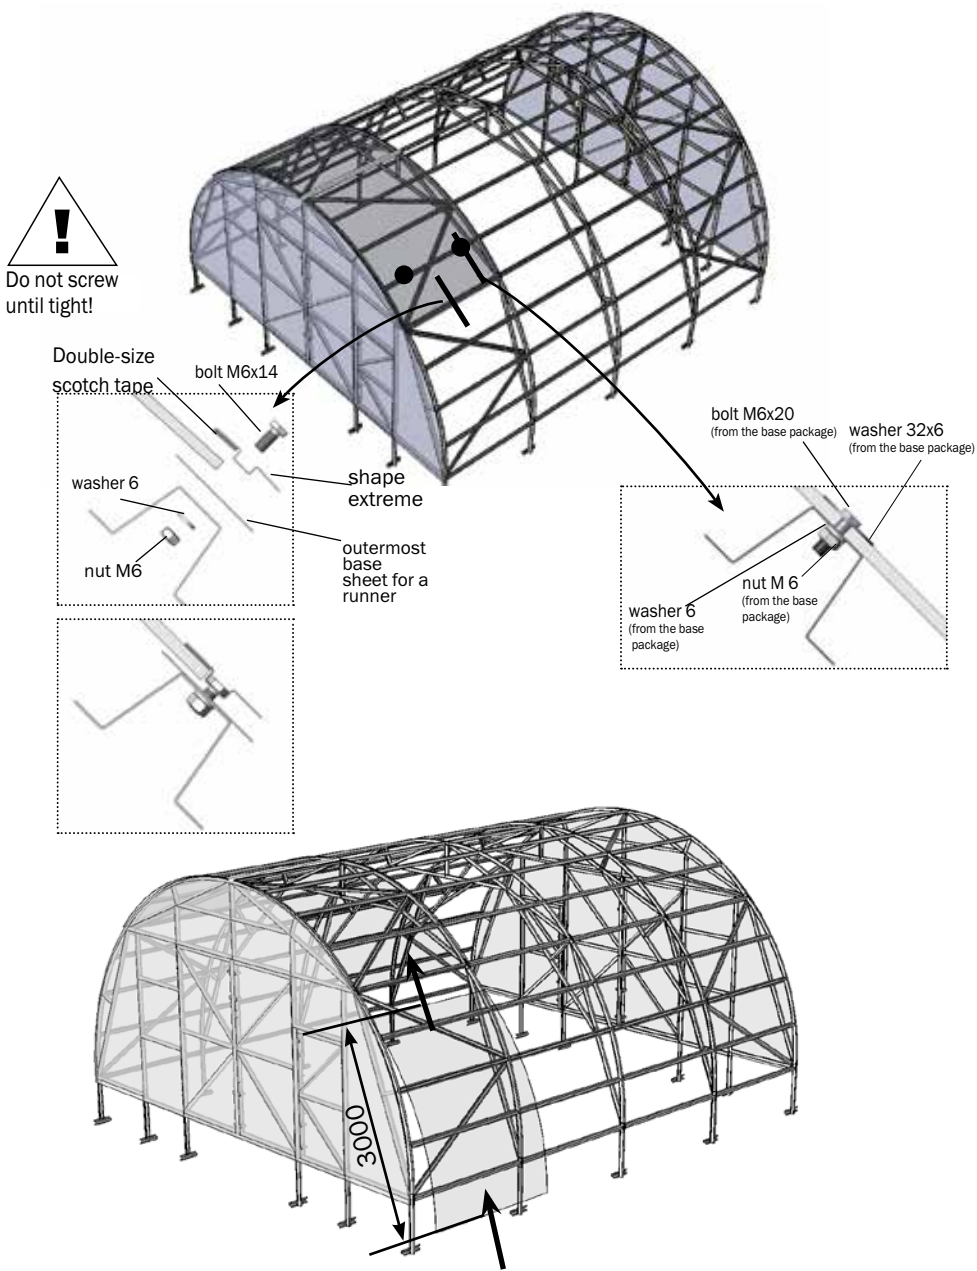 !
Do not screw
until tight!
Double-size
scotch tape
bolt M6x14
washer 6
nut M6
shape
extreme
outermost
base
sheet for a
runner
bolt M6x20
(from the base package)
washer 32x6
(from the base package)
washer 6
(from the base
package)
nut M 6
(from the base
package)
3000